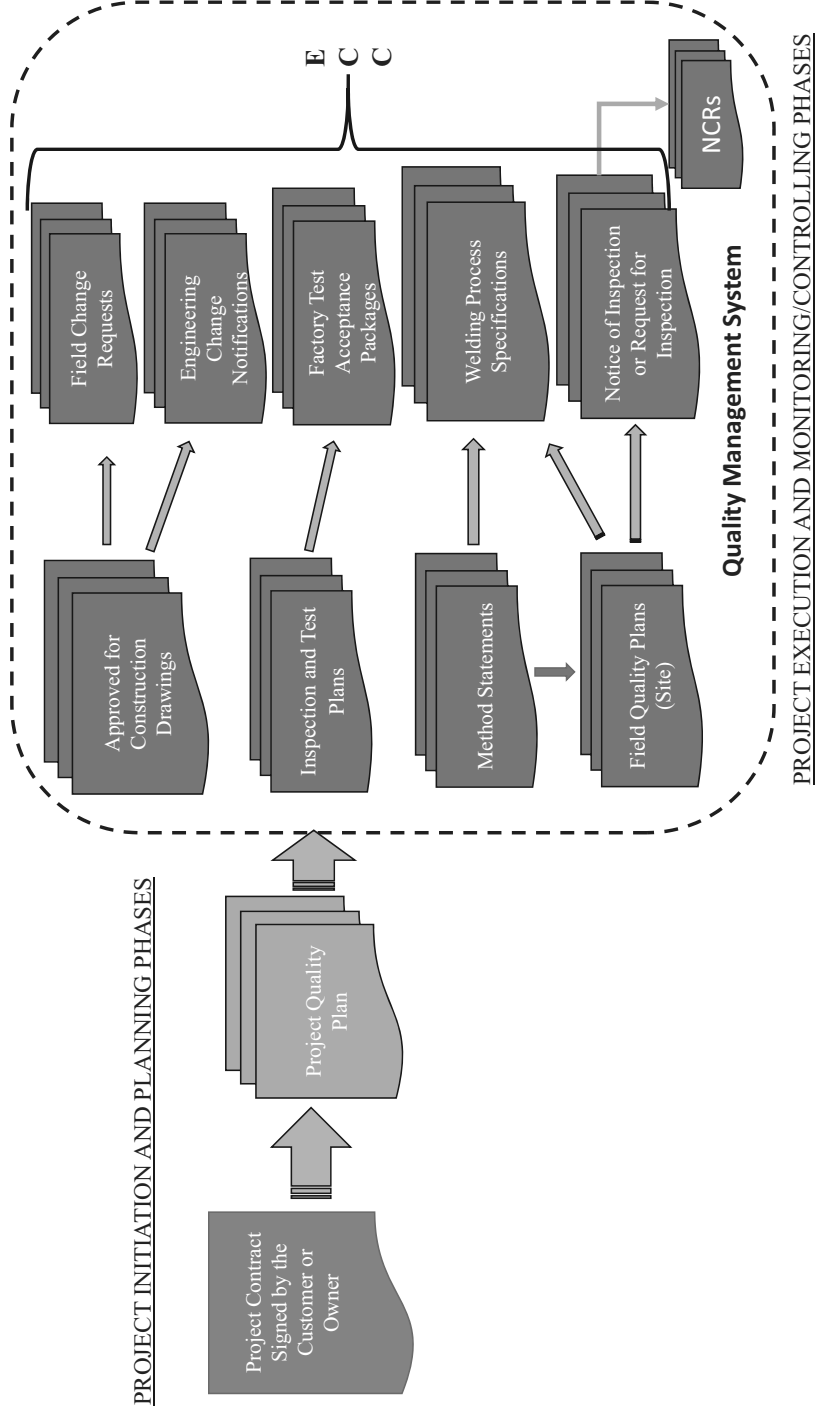 PROJECT INITIATION AND PLANNING PHASES
Project Contract
Signed by the
Customer or
Owner
Project Quality
Plan
Approved for
Construction
Drawings
Inspection and Test
Plans
Method Statements
Field Quality Plans
(Site)
Field Change
Requests
Engineering
Change
Notifications
Factory Test
Acceptance
Packages
Welding Process
Specifications
Notice of Inspection
or Request for
Inspection
E
C
C
NCRs
Quality Management System
PROJECT EXECUTION AND MONITORING/CONTROLLING PHASES